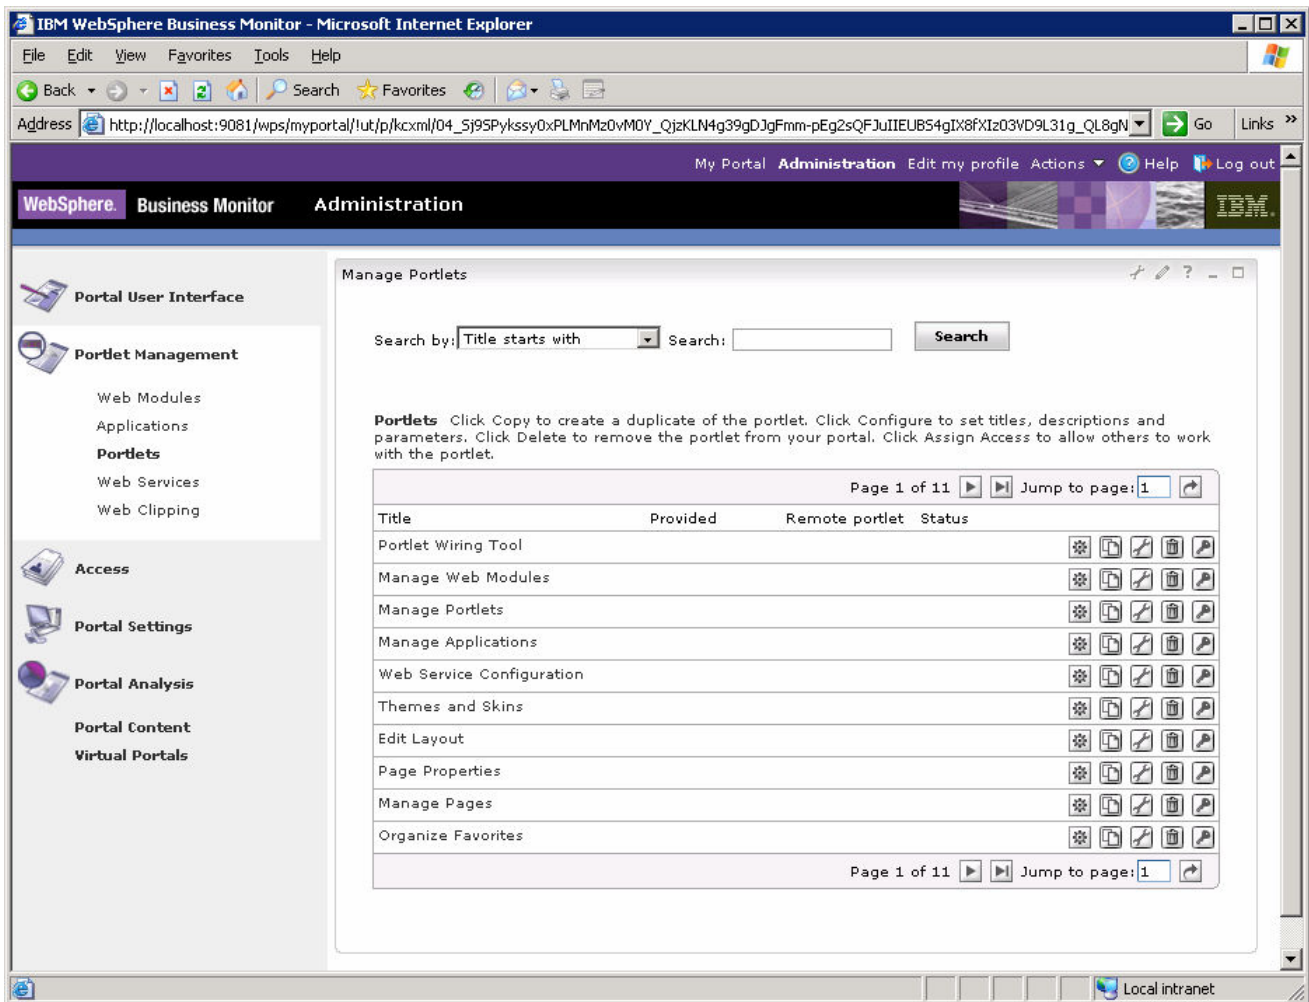 IBM WebSphere Business Monitor - Microsoft Internet Explorer
File Edit View Favorites Tools Help
Back Search Favorites
Address http://localhost:9081/wps/myportal/!ut/p/kcxml/04_Sj9SPykssy0xPLMnMz0vM0Y_QjzKLN4g39gDJgFmm-pEg2sQFJuIIEUBS4gIX8fXIz03VD9L31g_QL8gN Go Links »
My Portal Administration Edit my profile Actions Help Log out
WebSphere. Business Monitor Administration IBM.
Manage Portlets ?
Portal User Interface
Search by: Title starts with Search: Search
Portlet Management
Web Modules
Applications
Portlets
Web Services
Web Clipping
Access
Portal Settings
Portal Analysis
Portal Content
Virtual Portals
Portlets Click Copy to create a duplicate of the portlet. Click Configure to set titles, descriptions and
parameters. Click Delete to remove the portlet from your portal. Click Assign Access to allow others to work
with the portlet.
Page 1 of 11 Jump to page: 1
Title Provided Remote portlet Status
Portlet Wiring Tool
Manage Web Modules
Manage Portlets
Manage Applications
Web Service Configuration
Themes and Skins
Edit Layout
Page Properties
Manage Pages
Organize Favorites
Page 1 of 11 Jump to page: 1
Local intranet